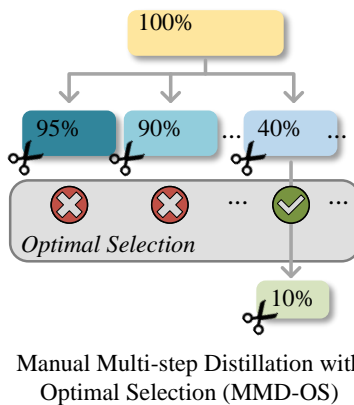 100%
95% 90% ... 40% ...
... ...
Optimal Selection
10%
Manual Multi-step Distillation with
Optimal Selection (MMD-OS)